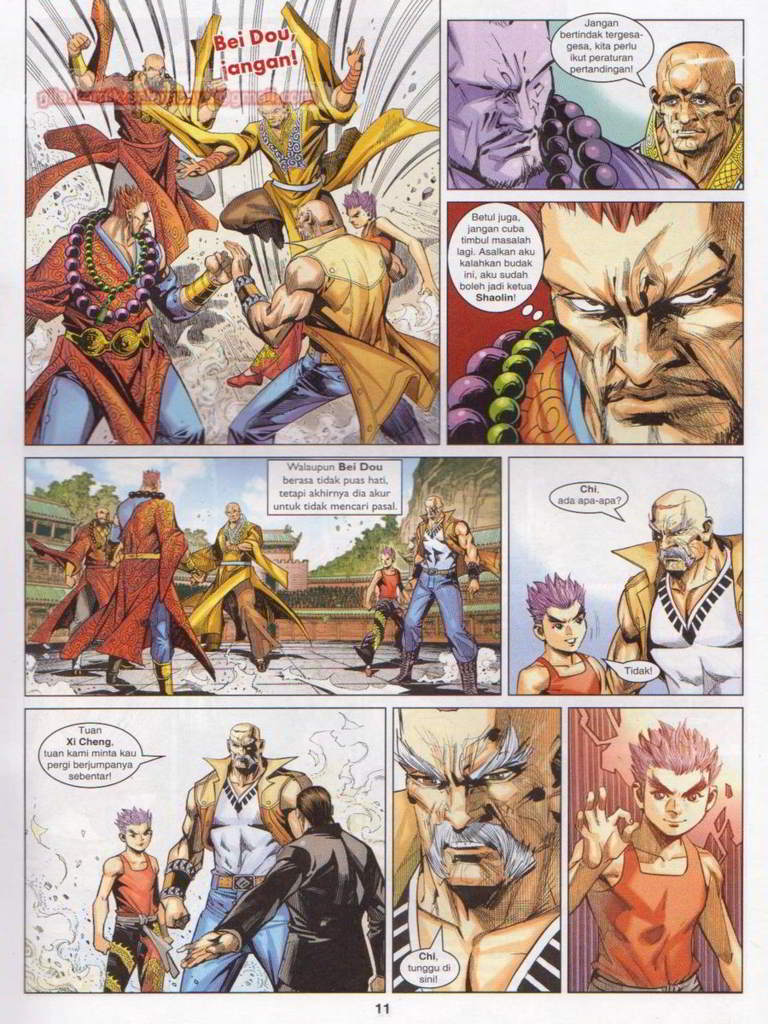 Bei Dou,
jangan!
Jangan
bertindak tergesa-
gesa, kita perlu
ikut peraturan
pertandingan!
Betul juga,
jangan cuba
timbul masalah
lagi. Asalkan aku
kalahkan budak
ini, aku sudah
boleh jadi ketua
Shaolin!
Walaupun Bei Dou
berasa tidak puas hati,
tetapi akhirnya dia akur
untuk tidak mencari pasal.
Chi,
ada apa-apa?
Tidak!
Tuan
Xi Cheng,
tuan kami minta kau
pergi berjumpanya
sebentar!
Chi,
tunggu di
sini!
11